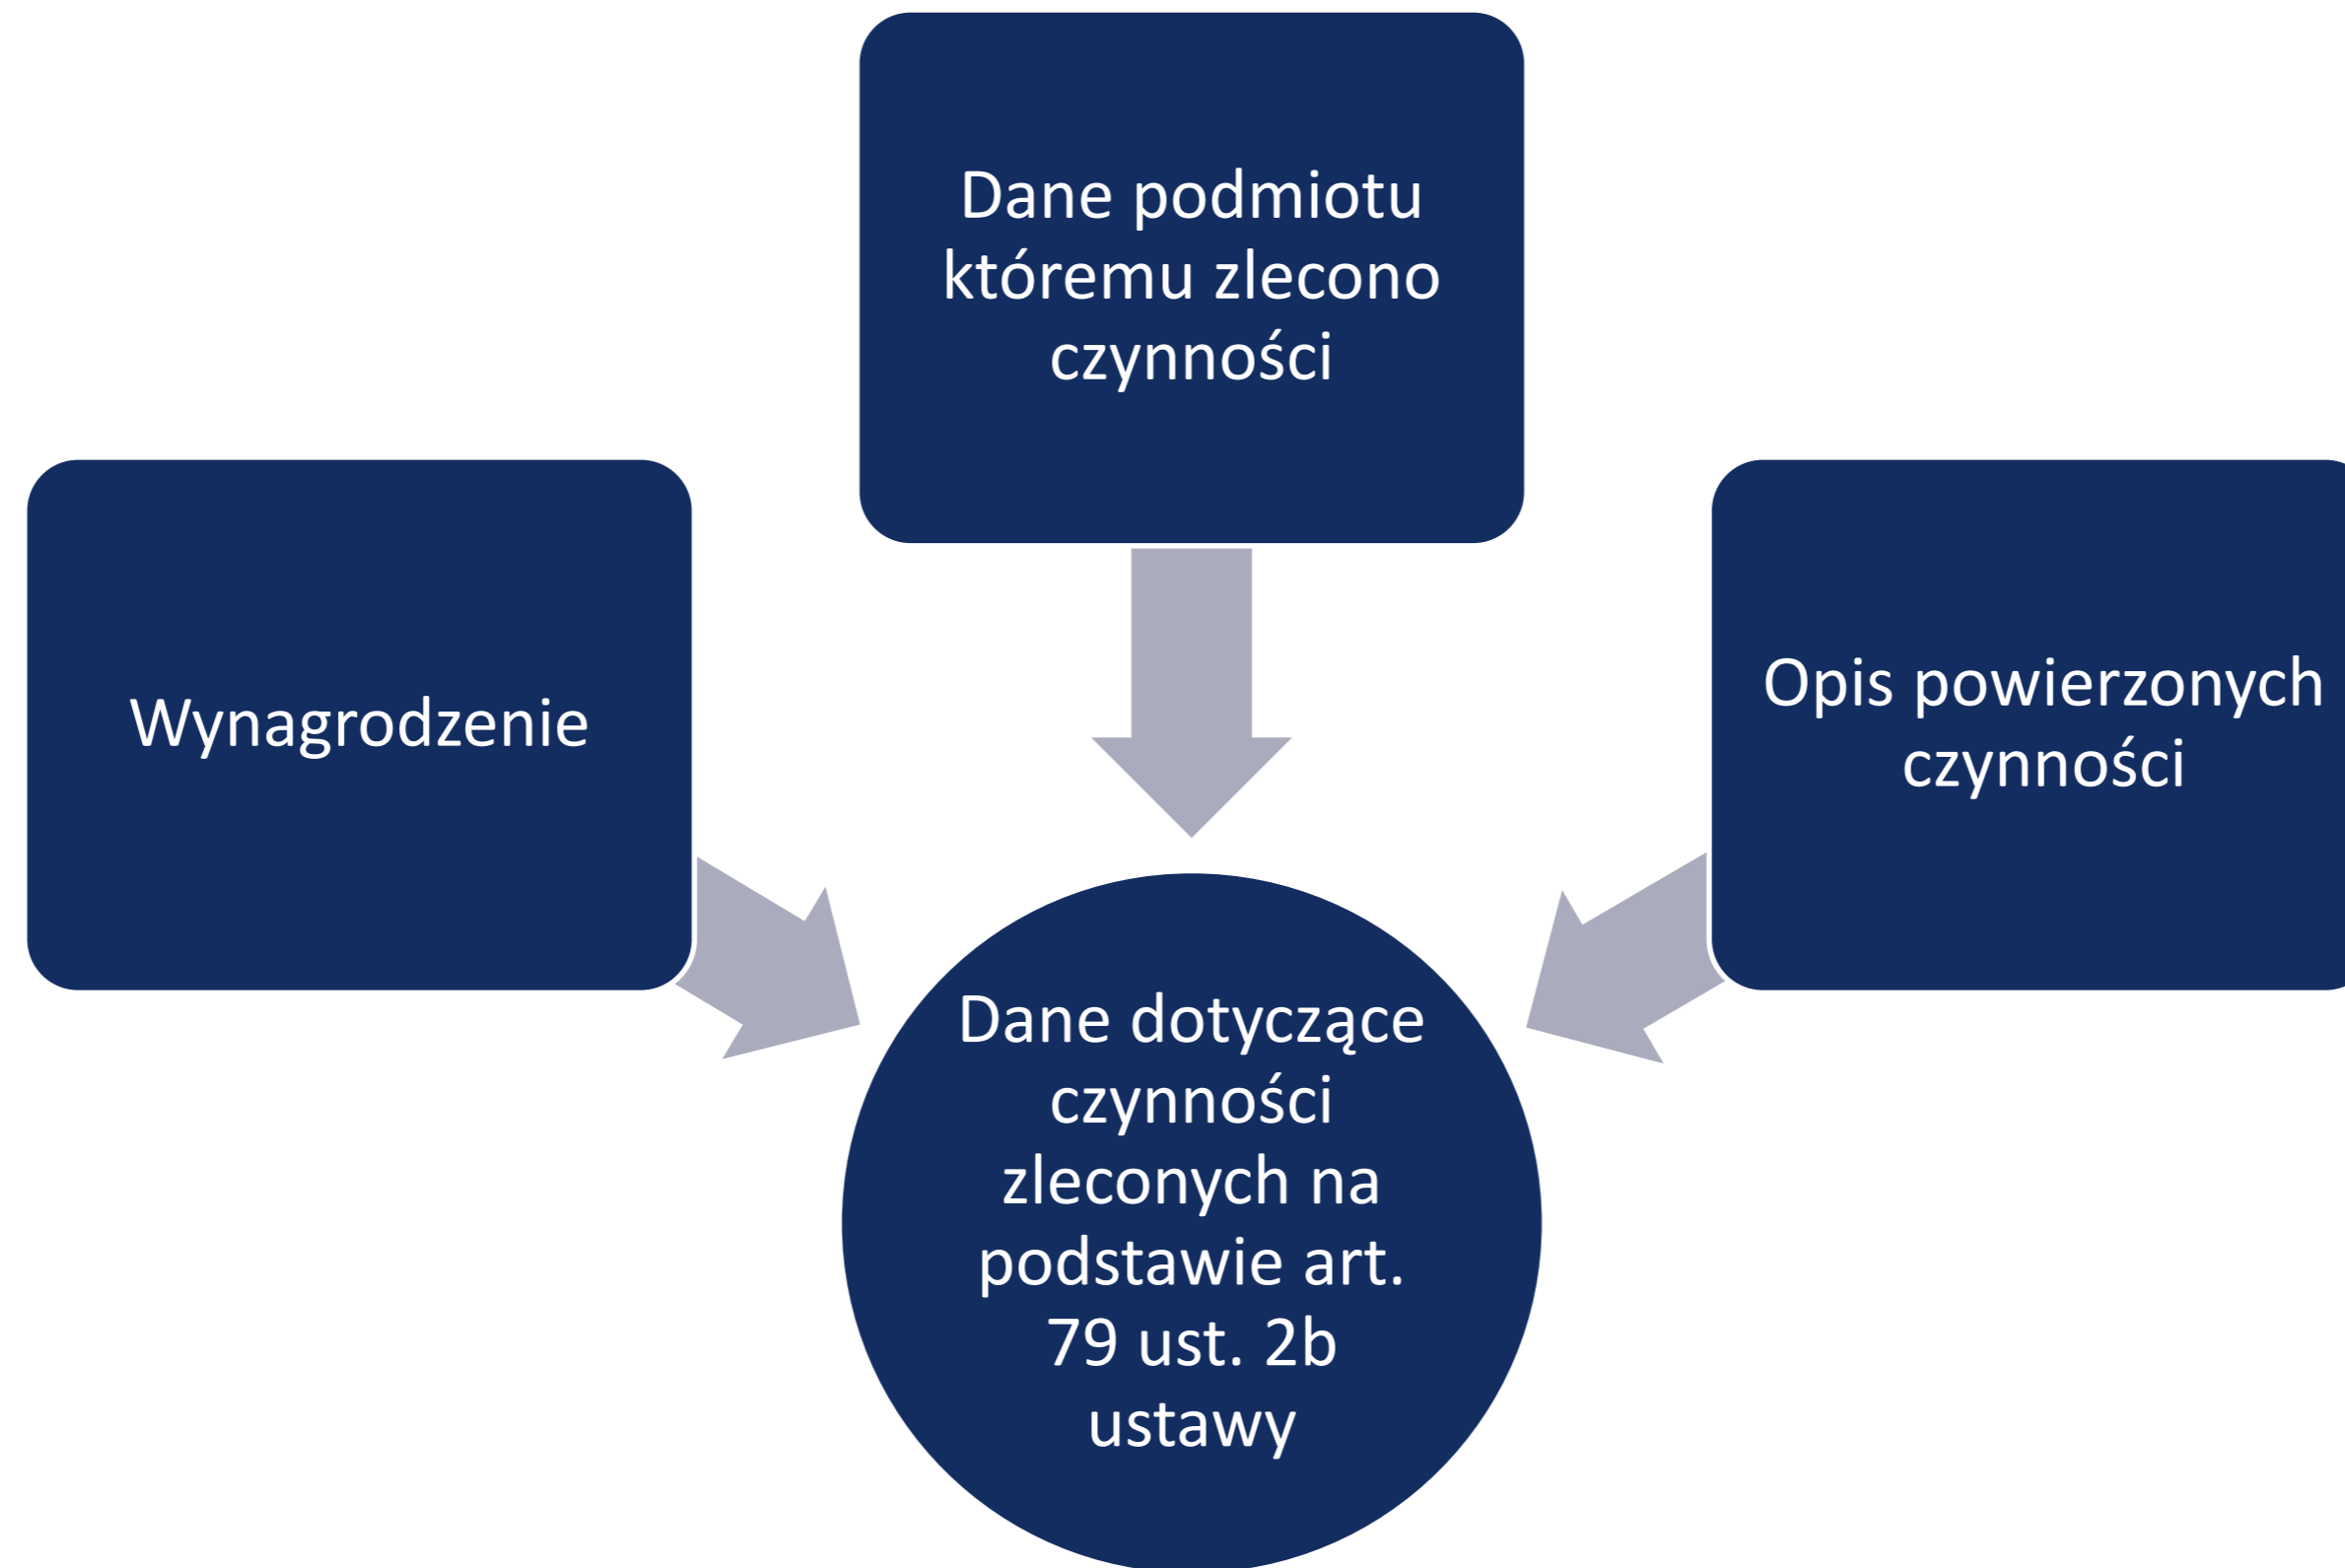 Dane podmiotu
któremu zlecono
czynności
Wynagrodzenie
Opis powierzonych
czynności
Dane dotyczące
czynności
zleconych na
podstawie art.
79 ust. 2b
ustawy